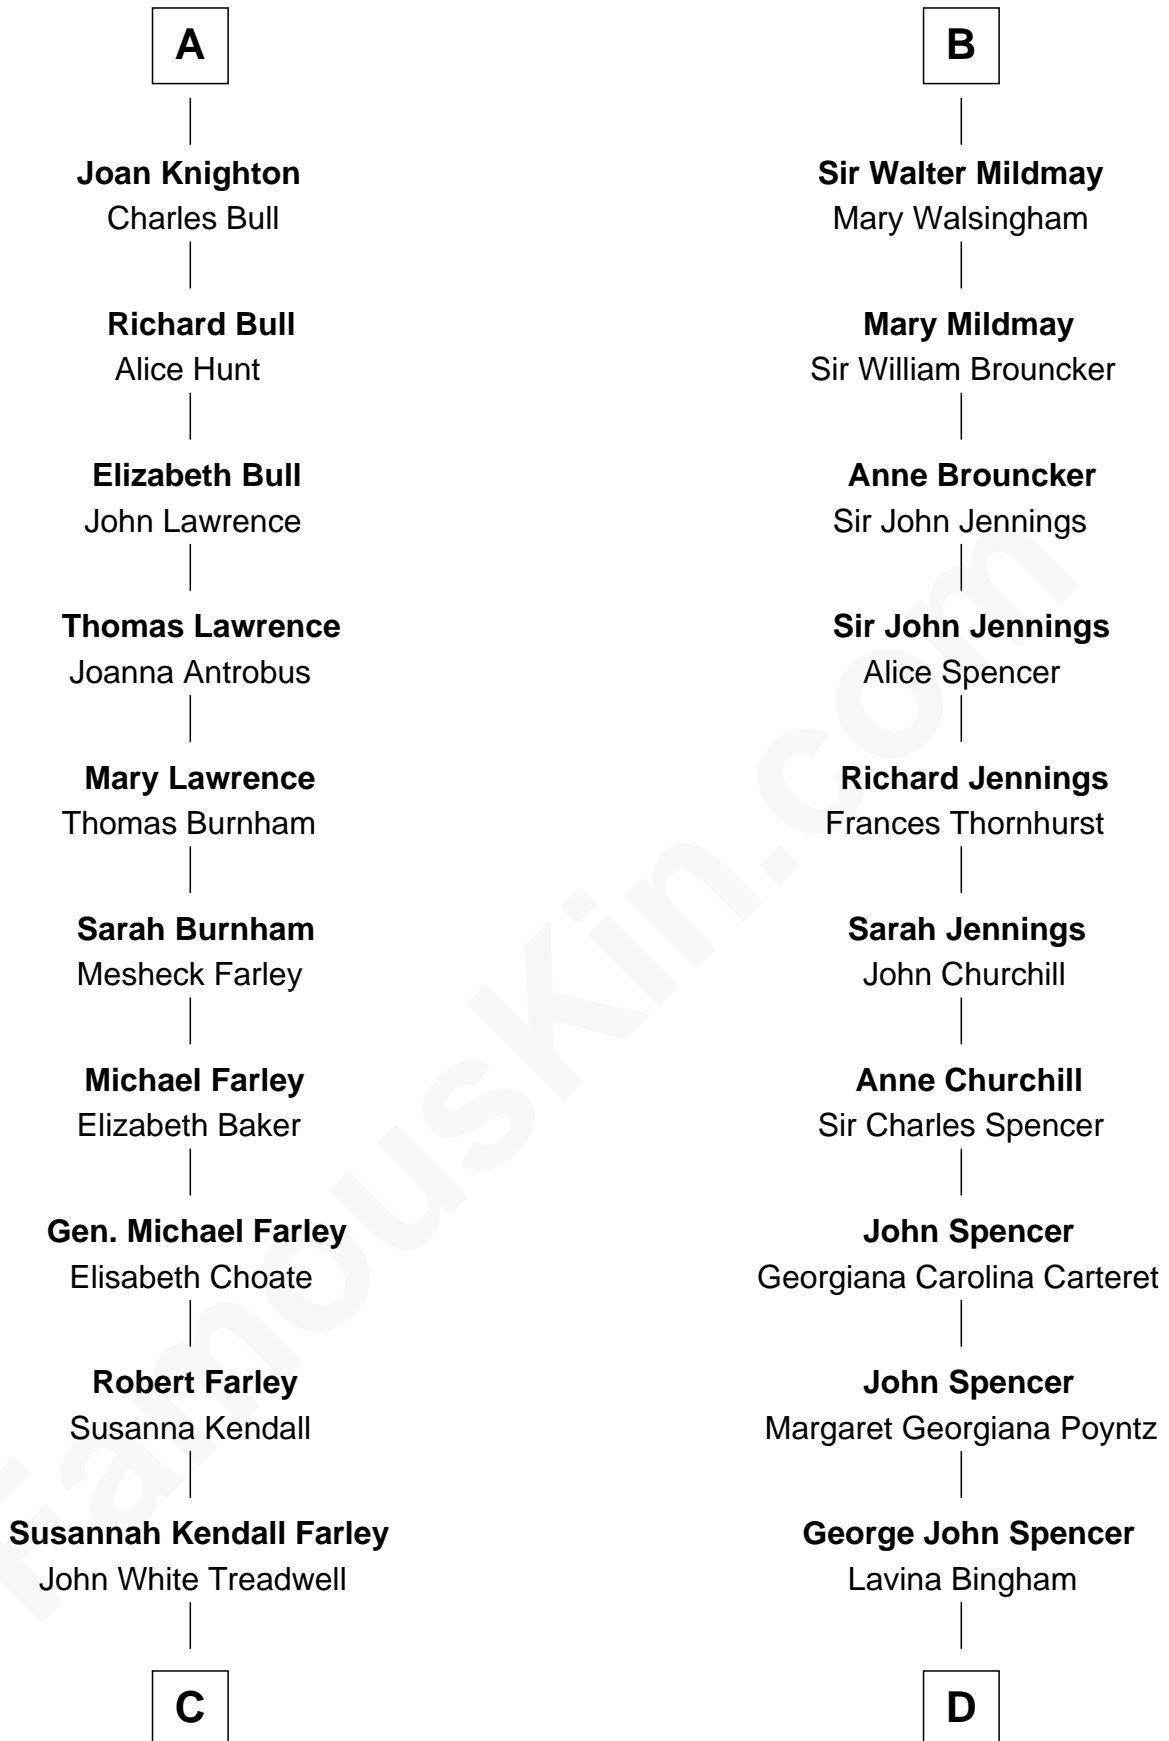 A
Joan Knighton
Charles Bull
Richard Bull
Alice Hunt
Elizabeth Bull
John Lawrence
Thomas Lawrence
Joanna Antrobus
Mary Lawrence
Thomas Burnham
Sarah Burnham
Mesheck Farley
Michael Farley
Elizabeth Baker
Gen. Michael Farley
Elisabeth Choate
Robert Farley
Susanna Kendall
Susannah Kendall Farley
John White Treadwell
C
B
Sir Walter Mildmay
Mary Walsingham
Mary Mildmay
Sir William Brouncker
Anne Brouncker
Sir John Jennings
Sir John Jennings
Alice Spencer
Richard Jennings
Frances Thornhurst
Sarah Jennings
John Churchill
Anne Churchill
Sir Charles Spencer
John Spencer
Georgiana Carolina Carteret
John Spencer
Margaret Georgiana Poyntz
George John Spencer
Lavina Bingham
D
FamousKin.com